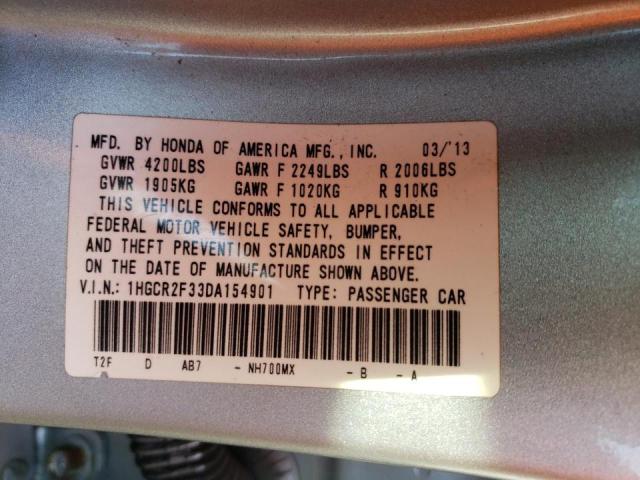 MFD. BY HONDA OF AMERICA MFG., INC. 03/'13
GVWR 4200LBS GAWR F 2249LBS R 2006LBS
GVWR 1905KG GAWR F 1020KG R 910KG
THIS VEHICLE CONFORMS TO ALL APPLICABLE
FEDERAL MOTOR VEHICLE SAFETY, BUMPER,
AND THEFT PREVENTION STANDARDS IN EFFECT
ON THE DATE OF MANUFACTURE SHOWN ABOVE.
V.I.N.: 1HGCR2F33DA154901 TYPE: PASSENGER CAR
T2F D AB7 - NH700MX - B - A
A